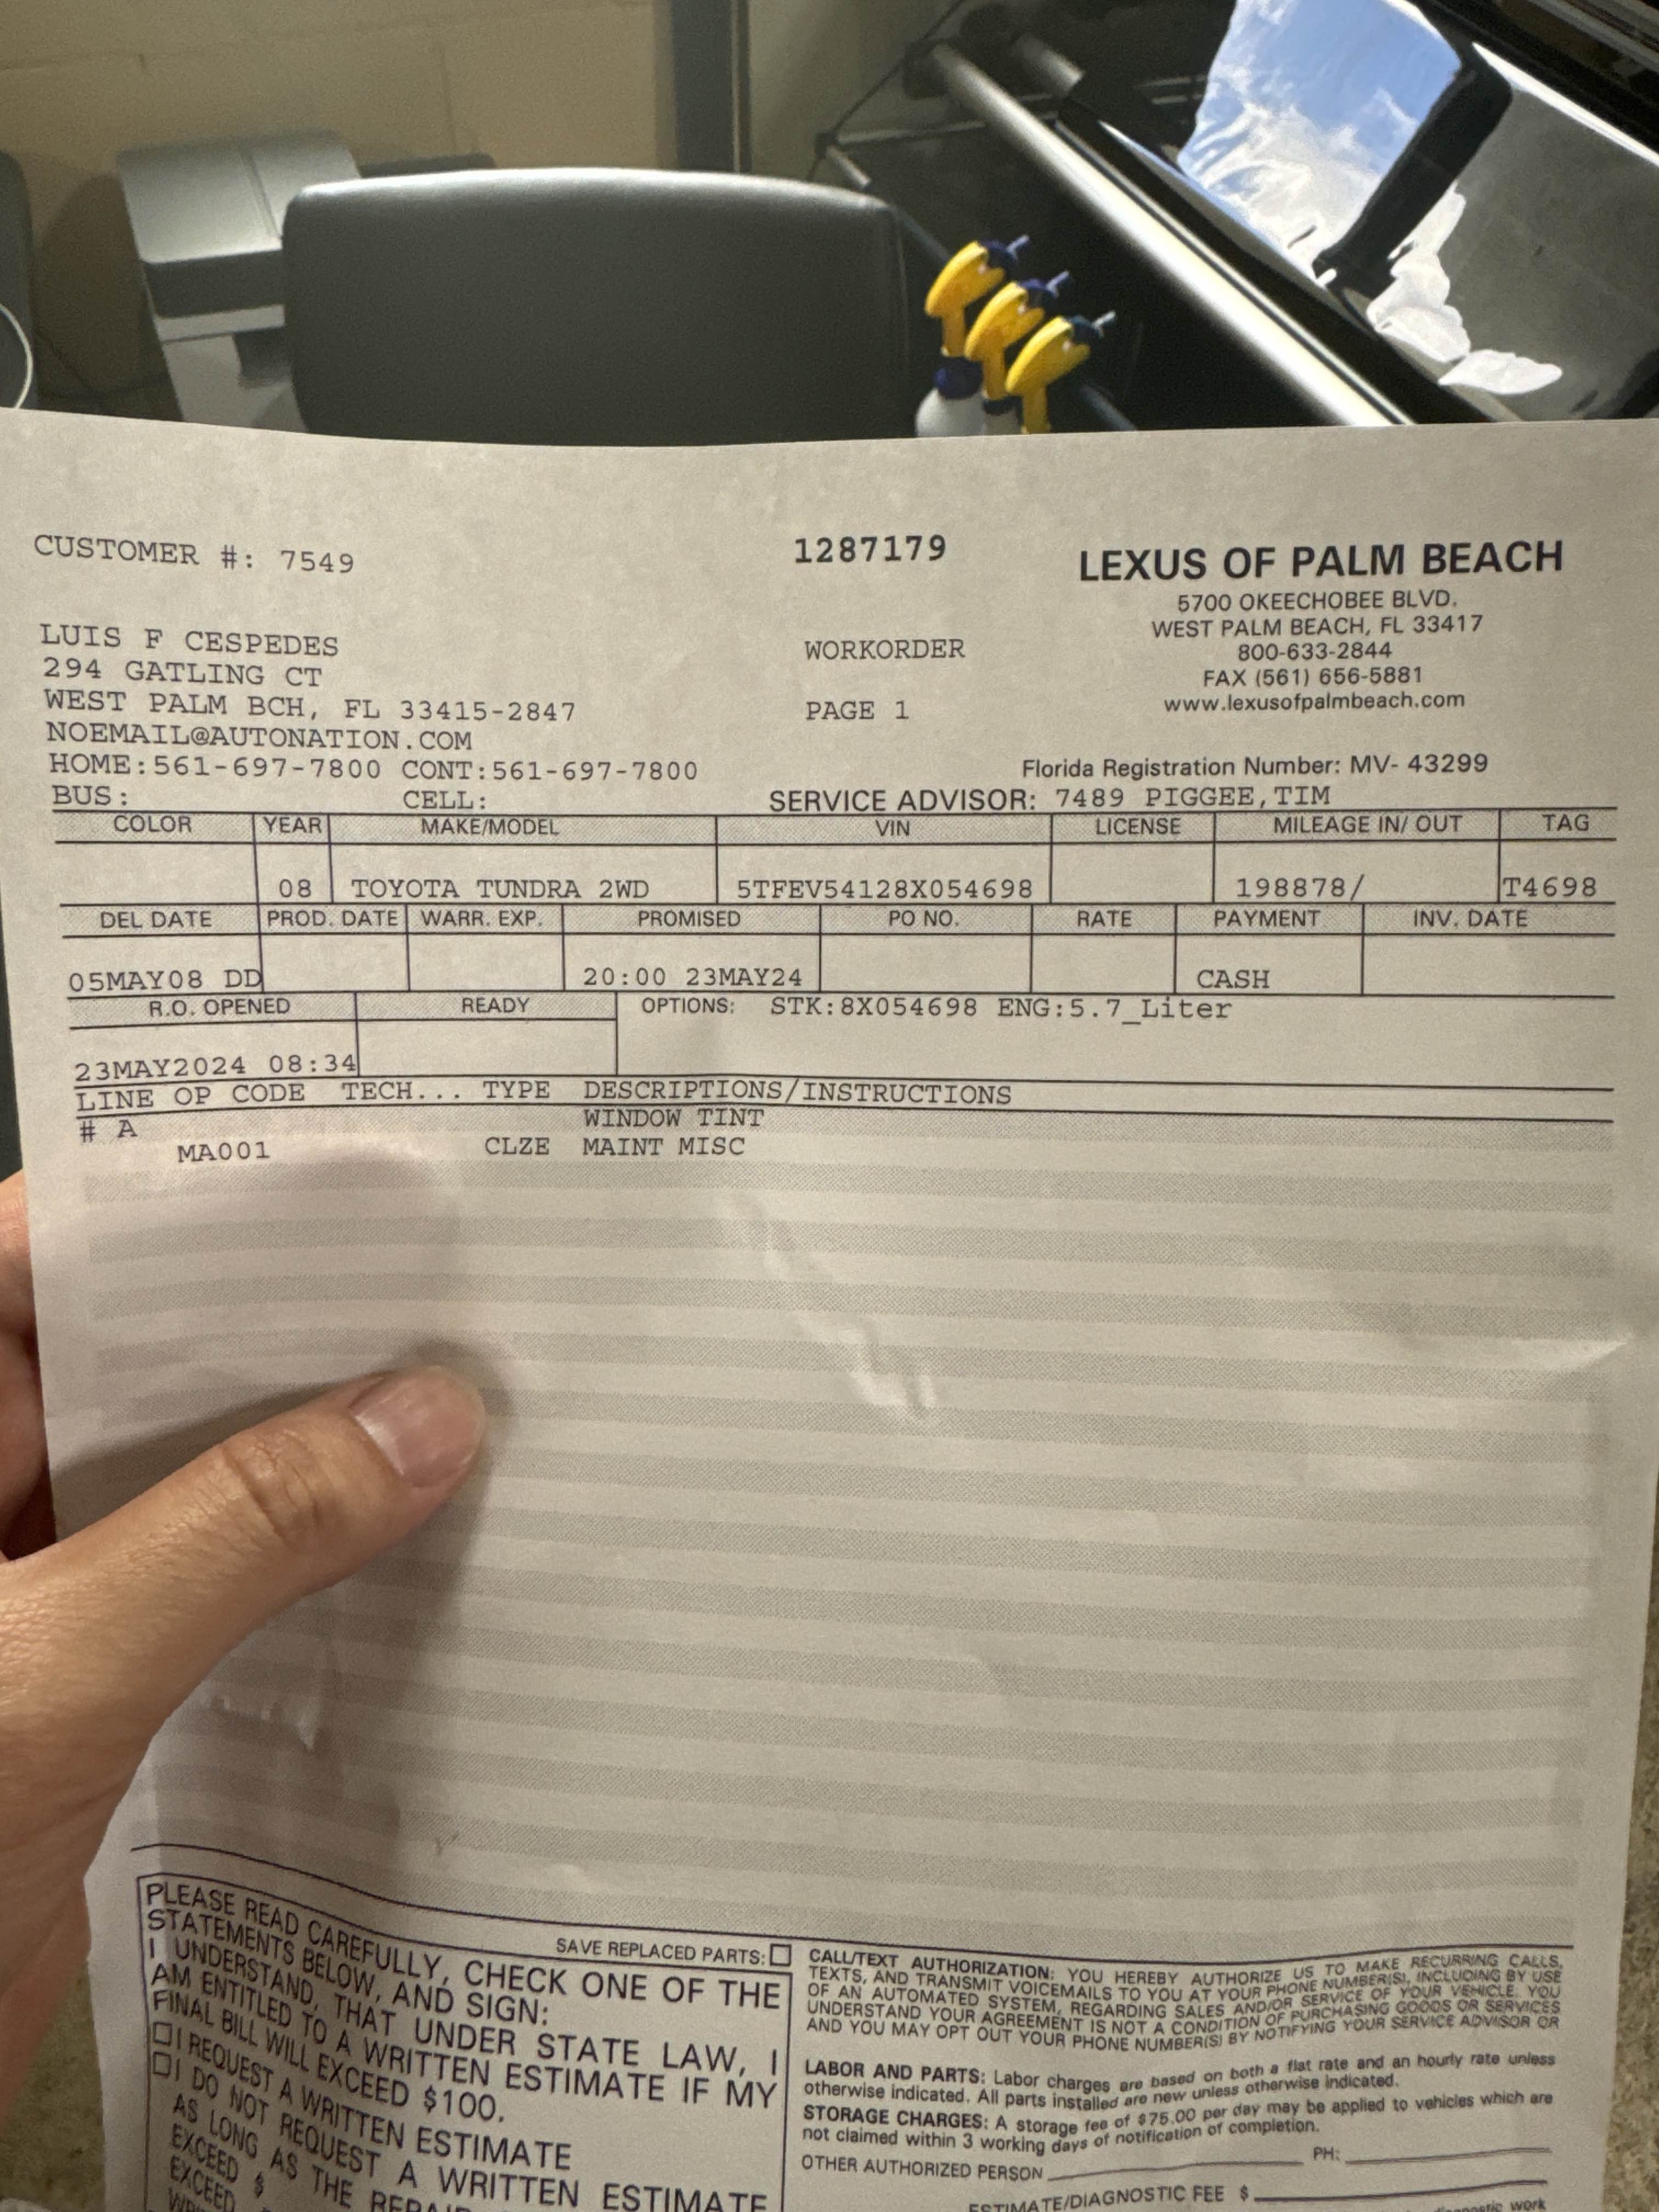 CUSTOMER #: 7549
1287179
LEXUS OF PALM BEACH
5700 OKEECHOBEE BLVD.
WEST PALM BEACH, FL 33417
800-633-2844
FAX (561) 656-5881
www.lexusofpalmbeach.com
LUIS F CESPEDES
294 GATLING CT
WEST PALM BCH, FL 33415-2847
NOEMAIL@AUTONATION.COM
HOME:561-697-7800 CONT:561-697-7800
BUS: CELL:
WORKORDER
PAGE 1
Florida Registration Number: MV- 43299
SERVICE ADVISOR: 7489 PIGGEE,TIM
COLOR YEAR MAKE/MODEL VIN LICENSE MILEAGE IN/ OUT TAG
08 TOYOTA TUNDRA 2WD 5TFEV54128X054698 198878/ T4698
DEL DATE PROD. DATE WARR. EXP. PROMISED PO NO. RATE PAYMENT INV. DATE
05MAY08 DD 20:00 23MAY24 CASH
R.O. OPENED READY OPTIONS: STK:8X054698 ENG:5.7_Liter
23MAY2024 08:34
LINE OP CODE TECH... TYPE DESCRIPTIONS/INSTRUCTIONS
# A WINDOW TINT
MA001 CLZE MAINT MISC
SAVE REPLACED PARTS:
PLEASE READ CAREFULLY, CHECK ONE OF THE
STATEMENTS BELOW, AND SIGN:
I UNDERSTAND, THAT UNDER STATE LAW, I
AM ENTITLED TO A WRITTEN ESTIMATE IF MY
FINAL BILL WILL EXCEED $100.
I REQUEST A WRITTEN ESTIMATE
I DO NOT REQUEST A WRITTEN ESTIMATE
AS LONG AS THE
EXCEED $
EXCEED
CALL/TEXT AUTHORIZATION: YOU HEREBY AUTHORIZE US TO MAKE RECURRING CALLS,
TEXTS, AND TRANSMIT VOICEMAILS TO YOU AT YOUR PHONE NUMBER(S), INCLUDING BY USE
OF AN AUTOMATED SYSTEM, REGARDING SALES AND/OR SERVICE OF YOUR VEHICLE. YOU
UNDERSTAND YOUR AGREEMENT IS NOT A CONDITION OF PURCHASING GOODS OR SERVICES
AND YOU MAY OPT OUT YOUR PHONE NUMBER(S) BY NOTIFYING YOUR SERVICE ADVISOR OR
LABOR AND PARTS: Labor charges are based on both a flat rate and an hourly rate unless
otherwise indicated. All parts installed are new unless otherwise indicated.
STORAGE CHARGES: A storage fee of $75.00 per day may be applied to vehicles which are
not claimed within 3 working days of notification of completion.
OTHER AUTHORIZED PERSON PH:
ESTIMATE/DIAGNOSTIC FEE $
work